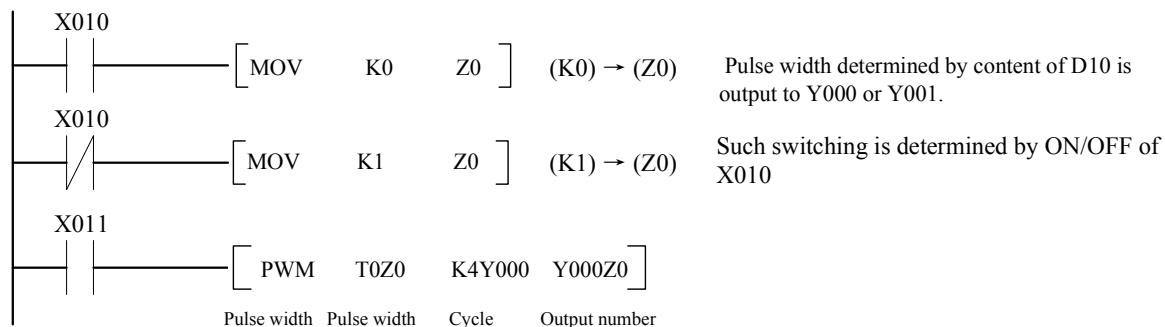 X010
MOV K0 Z0 (K0) → (Z0)
Pulse width determined by content of D10 is
output to Y000 or Y001.
X010
MOV K1 Z0 (K1) → (Z0)
Such switching is determined by ON/OFF of
X010
X011
PWM T0Z0 K4Y000 Y000Z0
Pulse width Pulse width Cycle Output number